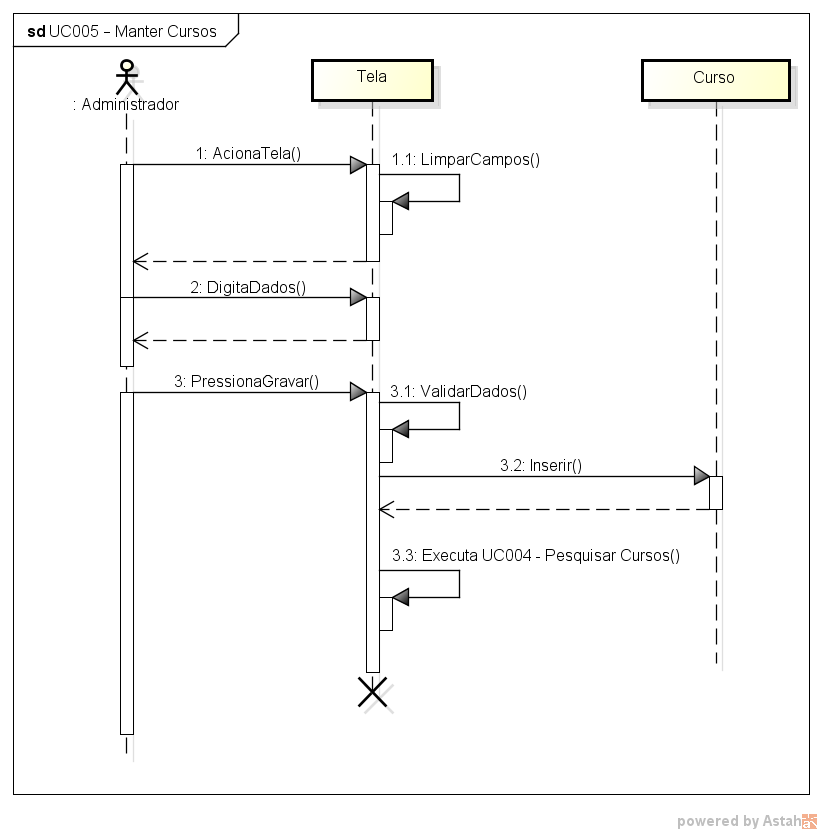 sd UC005 - Manter Cursos
Tela
Curso
: Administrador
1: AcionaTela()
1.1: LimparCampos()
2: DigitaDados()
3: PressionaGravar()
3.1: ValidarDados()
3.2: Inserir()
3.3: Executa UC004 - Pesquisar Cursos()
powered by Astah